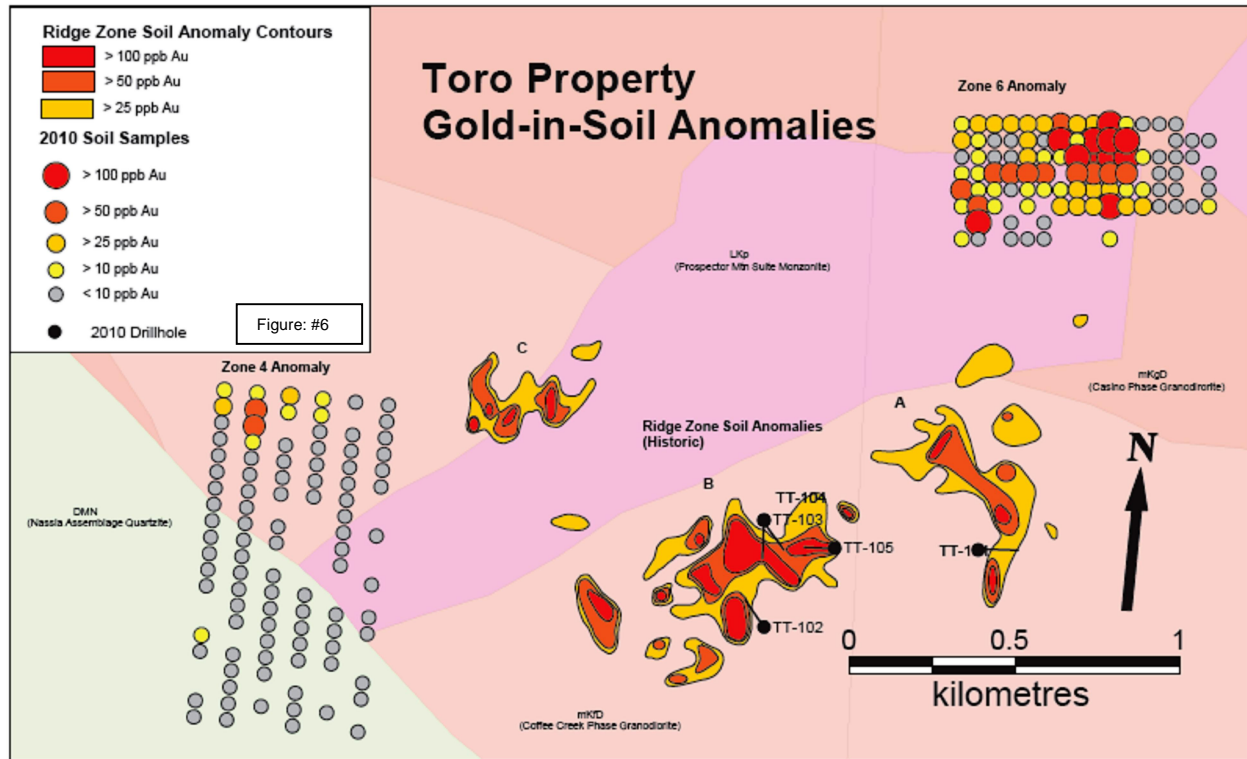 Ridge Zone Soil Anomaly Contours
> 100 ppb Au
> 50 ppb Au
> 25 ppb Au
2010 Soil Samples
> 100 ppb Au
> 50 ppb Au
> 25 ppb Au
> 10 ppb Au
< 10 ppb Au
2010 Drillhole
Figure: #6
Toro Property
Gold-in-Soil Anomalies
Zone 6 Anomaly
LKp
(Prospector Mtn Suite Monzonite)
Zone 4 Anomaly
C
mKgD
(Casino Phase Granodirorite)
A
Ridge Zone Soil Anomalies
(Historic)
N
B
DMN
(Nassla Assemblage Quartzite)
TT-104
TT-103
TT-105
TT-102
0 0.5 1
kilometres
mKfD
(Coffee Creek Phase Granodiorite)